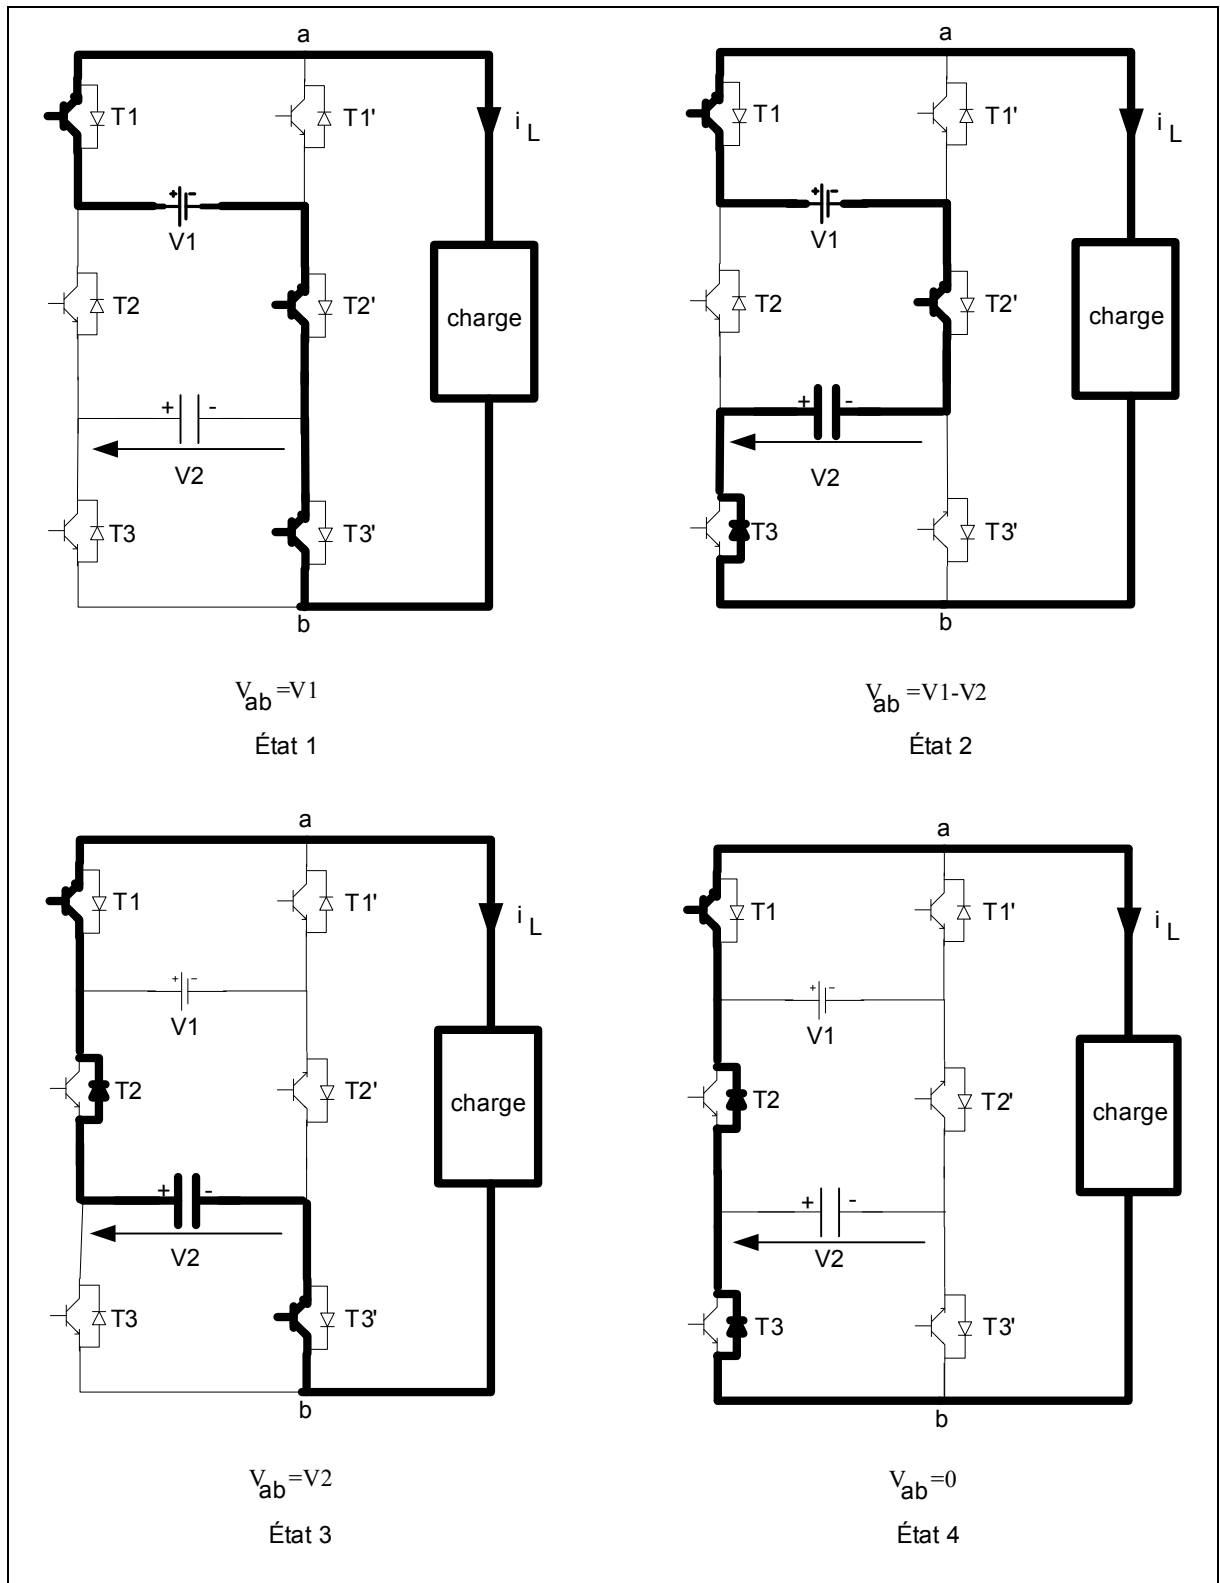 a
T1
T1'
i L
+ -
V1
T2
T2'
charge
+ -
V2
T3
T3'
b
Vab=V1
État 1
a
T1
T1'
i L
+ -
V1
T2
T2'
charge
+ -
V2
T3
T3'
b
Vab=V1-V2
État 2
a
T1
T1'
i L
+ -
V1
T2
T2'
charge
+ -
V2
T3
T3'
b
Vab=V2
État 3
a
T1
T1'
i L
+ -
V1
T2
T2'
charge
+ -
V2
T3
T3'
b
Vab=0
État 4